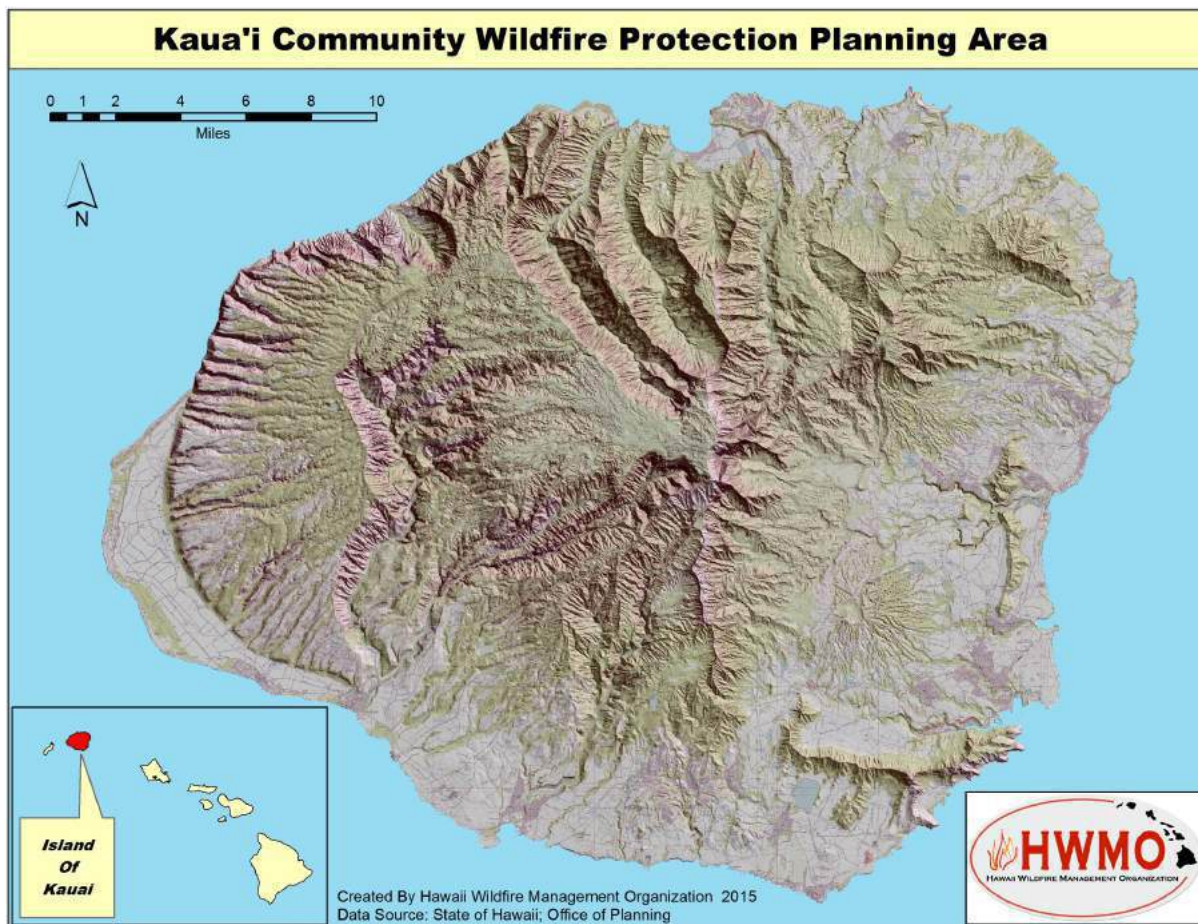 Kaua'i Community Wildfire Protection Planning Area
0 1 2 4 6 8 10
Miles
N
Island
Of
Kauai
Created By Hawaii Wildfire Management Organization 2015
Data Source: State of Hawaii; Office of Planning
HWMO
HAWAII WILDFIRE MANAGEMENT ORGANIZATION